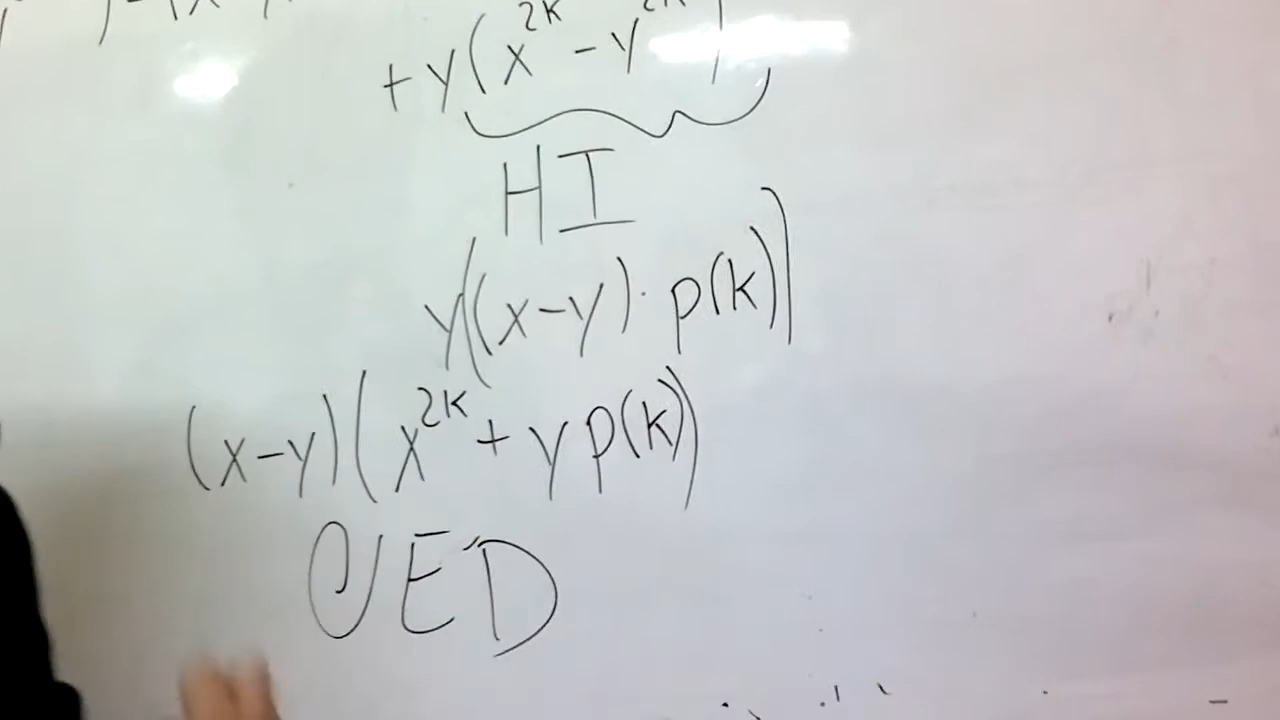 + y(x^{2k} - y^{2k})
HI
y((x-y) · p(k))
(x-y)(x^{2k} + y p(k))
QED